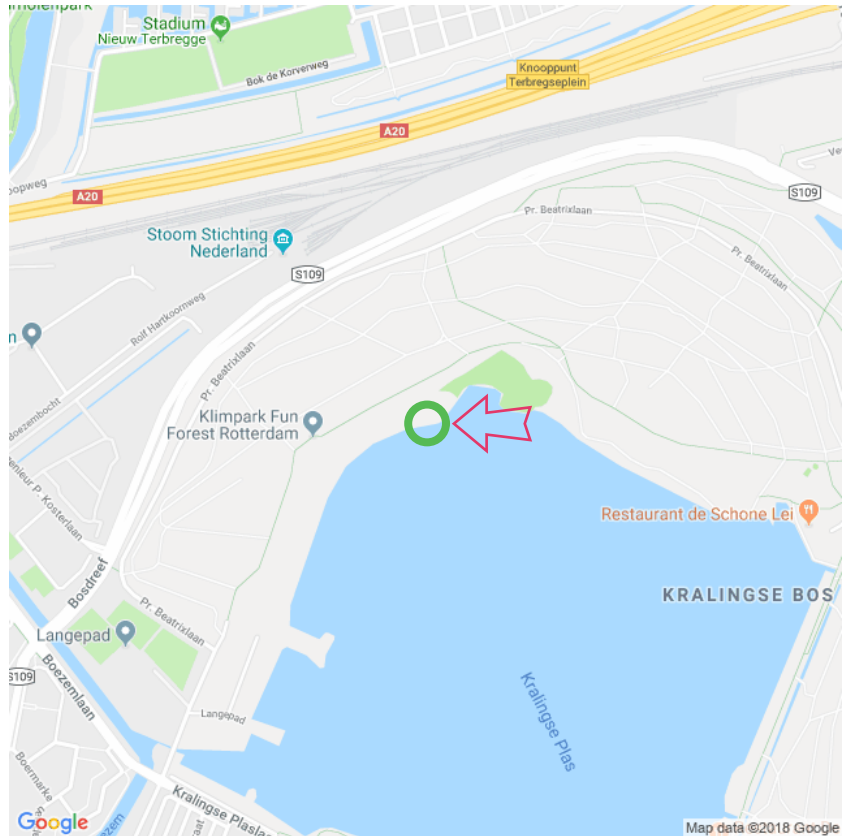 Stadium
Nieuw Terbregge
Bok de Korverweg
Knooppunt
Terbregseplein
A20
A20
S109
Pr. Beatrixlaan
Stoom Stichting
Nederland
S109
Pr. Beatrixlaan
Rolf Hartkoornweg
Pr. Beatrixlaan
Klimpark Fun
Forest Rotterdam
Restaurant de Schone Lei
KRALINGSE BOS
Bosdreef
Pr. Beatrixlaan
Langepad
Boezemlaan
S109
Langepad
Kralingse Plas
Boermarke
Kralingse Plaslaa
Google
Map data ©2018 Google